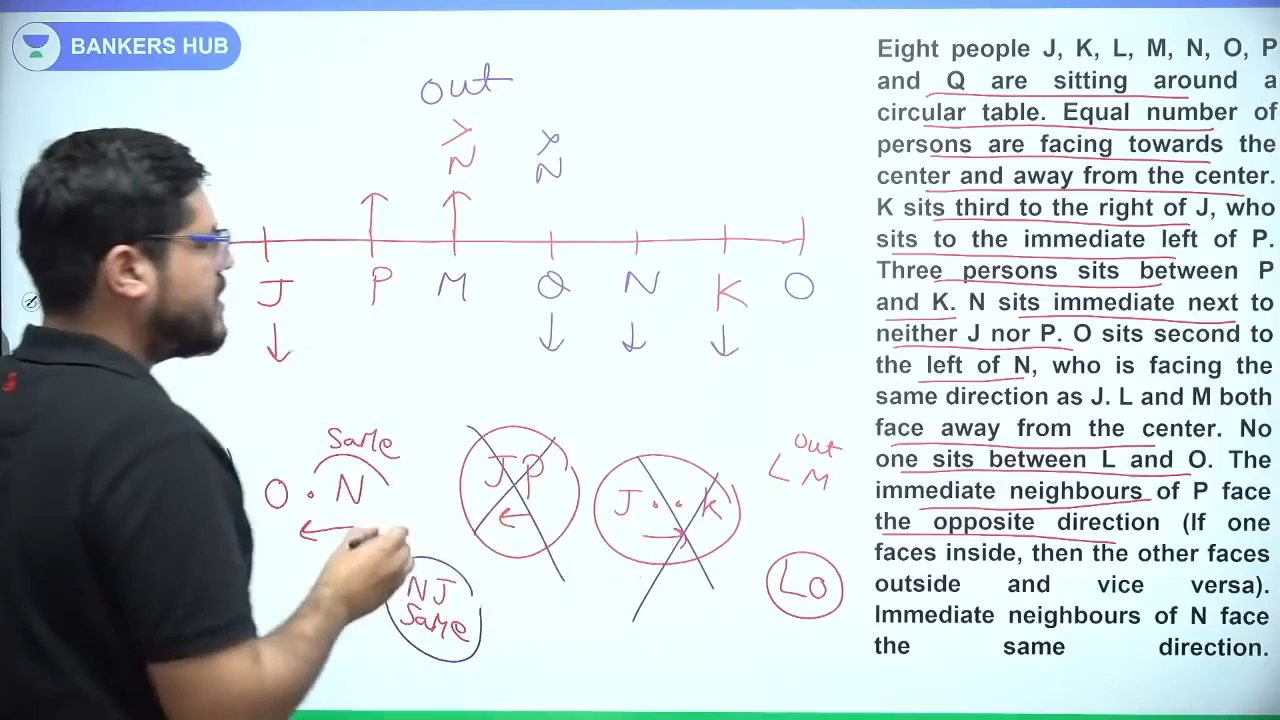 BANKERS HUB
out
N
N
J P M Q N K O
Same
O . N
NJ
Same
J P
J . . K
out
L M
LO
Eight people J, K, L, M, N, O, P
and Q are sitting around a
circular table. Equal number of
persons are facing towards the
center and away from the center.
K sits third to the right of J, who
sits to the immediate left of P.
Three persons sits between P
and K. N sits immediate next to
neither J nor P. O sits second to
the left of N, who is facing the
same direction as J. L and M both
face away from the center. No
one sits between L and O. The
immediate neighbours of P face
the opposite direction (If one
faces inside, then the other faces
outside and vice versa).
Immediate neighbours of N face
the same direction.